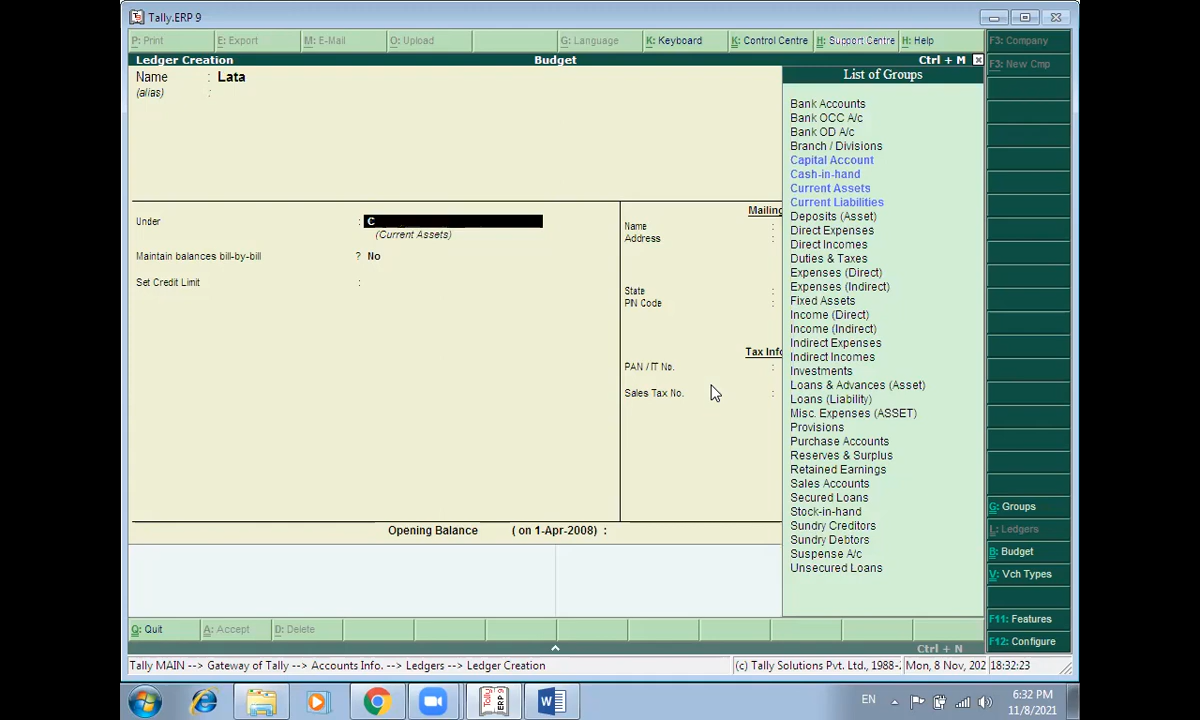 Tally.ERP 9
P: Print E: Export M: E-Mail O: Upload G: Language K: Keyboard K: Control Centre H: Support Centre H: Help F3: Company
F3: New Cmp
Ledger Creation Budget Ctrl + M
Name : Lata
(alias) :
List of Groups
Bank Accounts
Bank OCC A/c
Bank OD A/c
Branch / Divisions
Capital Account
Cash-in-hand
Current Assets
Current Liabilities
Deposits (Asset)
Direct Expenses
Direct Incomes
Duties & Taxes
Expenses (Direct)
Expenses (Indirect)
Fixed Assets
Income (Direct)
Income (Indirect)
Indirect Expenses
Indirect Incomes
Investments
Loans & Advances (Asset)
Loans (Liability)
Misc. Expenses (ASSET)
Provisions
Purchase Accounts
Reserves & Surplus
Retained Earnings
Sales Accounts
Secured Loans
Stock-in-hand
Sundry Creditors
Sundry Debtors
Suspense A/c
Unsecured Loans
Under : C
(Current Assets)
Maintain balances bill-by-bill ? No
Set Credit Limit :
Mailing
Name :
Address :
State :
PIN Code :
Tax Info
PAN / IT No. :
Sales Tax No. :
Opening Balance ( on 1-Apr-2008) :
G: Groups
L: Ledgers
B: Budget
V: Vch Types
F11: Features
F12: Configure
Q: Quit A: Accept D: Delete
Ctrl + N
Tally MAIN --> Gateway of Tally --> Accounts Info. --> Ledgers --> Ledger Creation (c) Tally Solutions Pvt. Ltd., 1988-2 Mon, 8 Nov, 202 18:32:23
EN 6:32 PM
11/8/2021